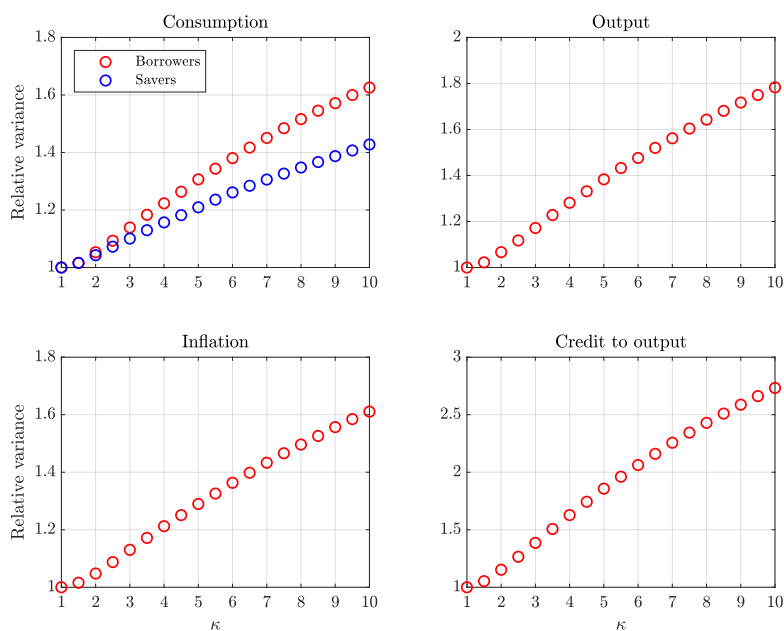 Consumption
1.8
1.6
1.4
1.2
1
Relative variance
Borrowers
Savers
1 2 3 4 5 6 7 8 9 10
Output
2
1.8
1.6
1.4
1.2
1
1 2 3 4 5 6 7 8 9 10
Inflation
1.8
1.6
1.4
1.2
1
Relative variance
1 2 3 4 5 6 7 8 9 10
κ
Credit to output
3
2.5
2
1.5
1
1 2 3 4 5 6 7 8 9 10
κ